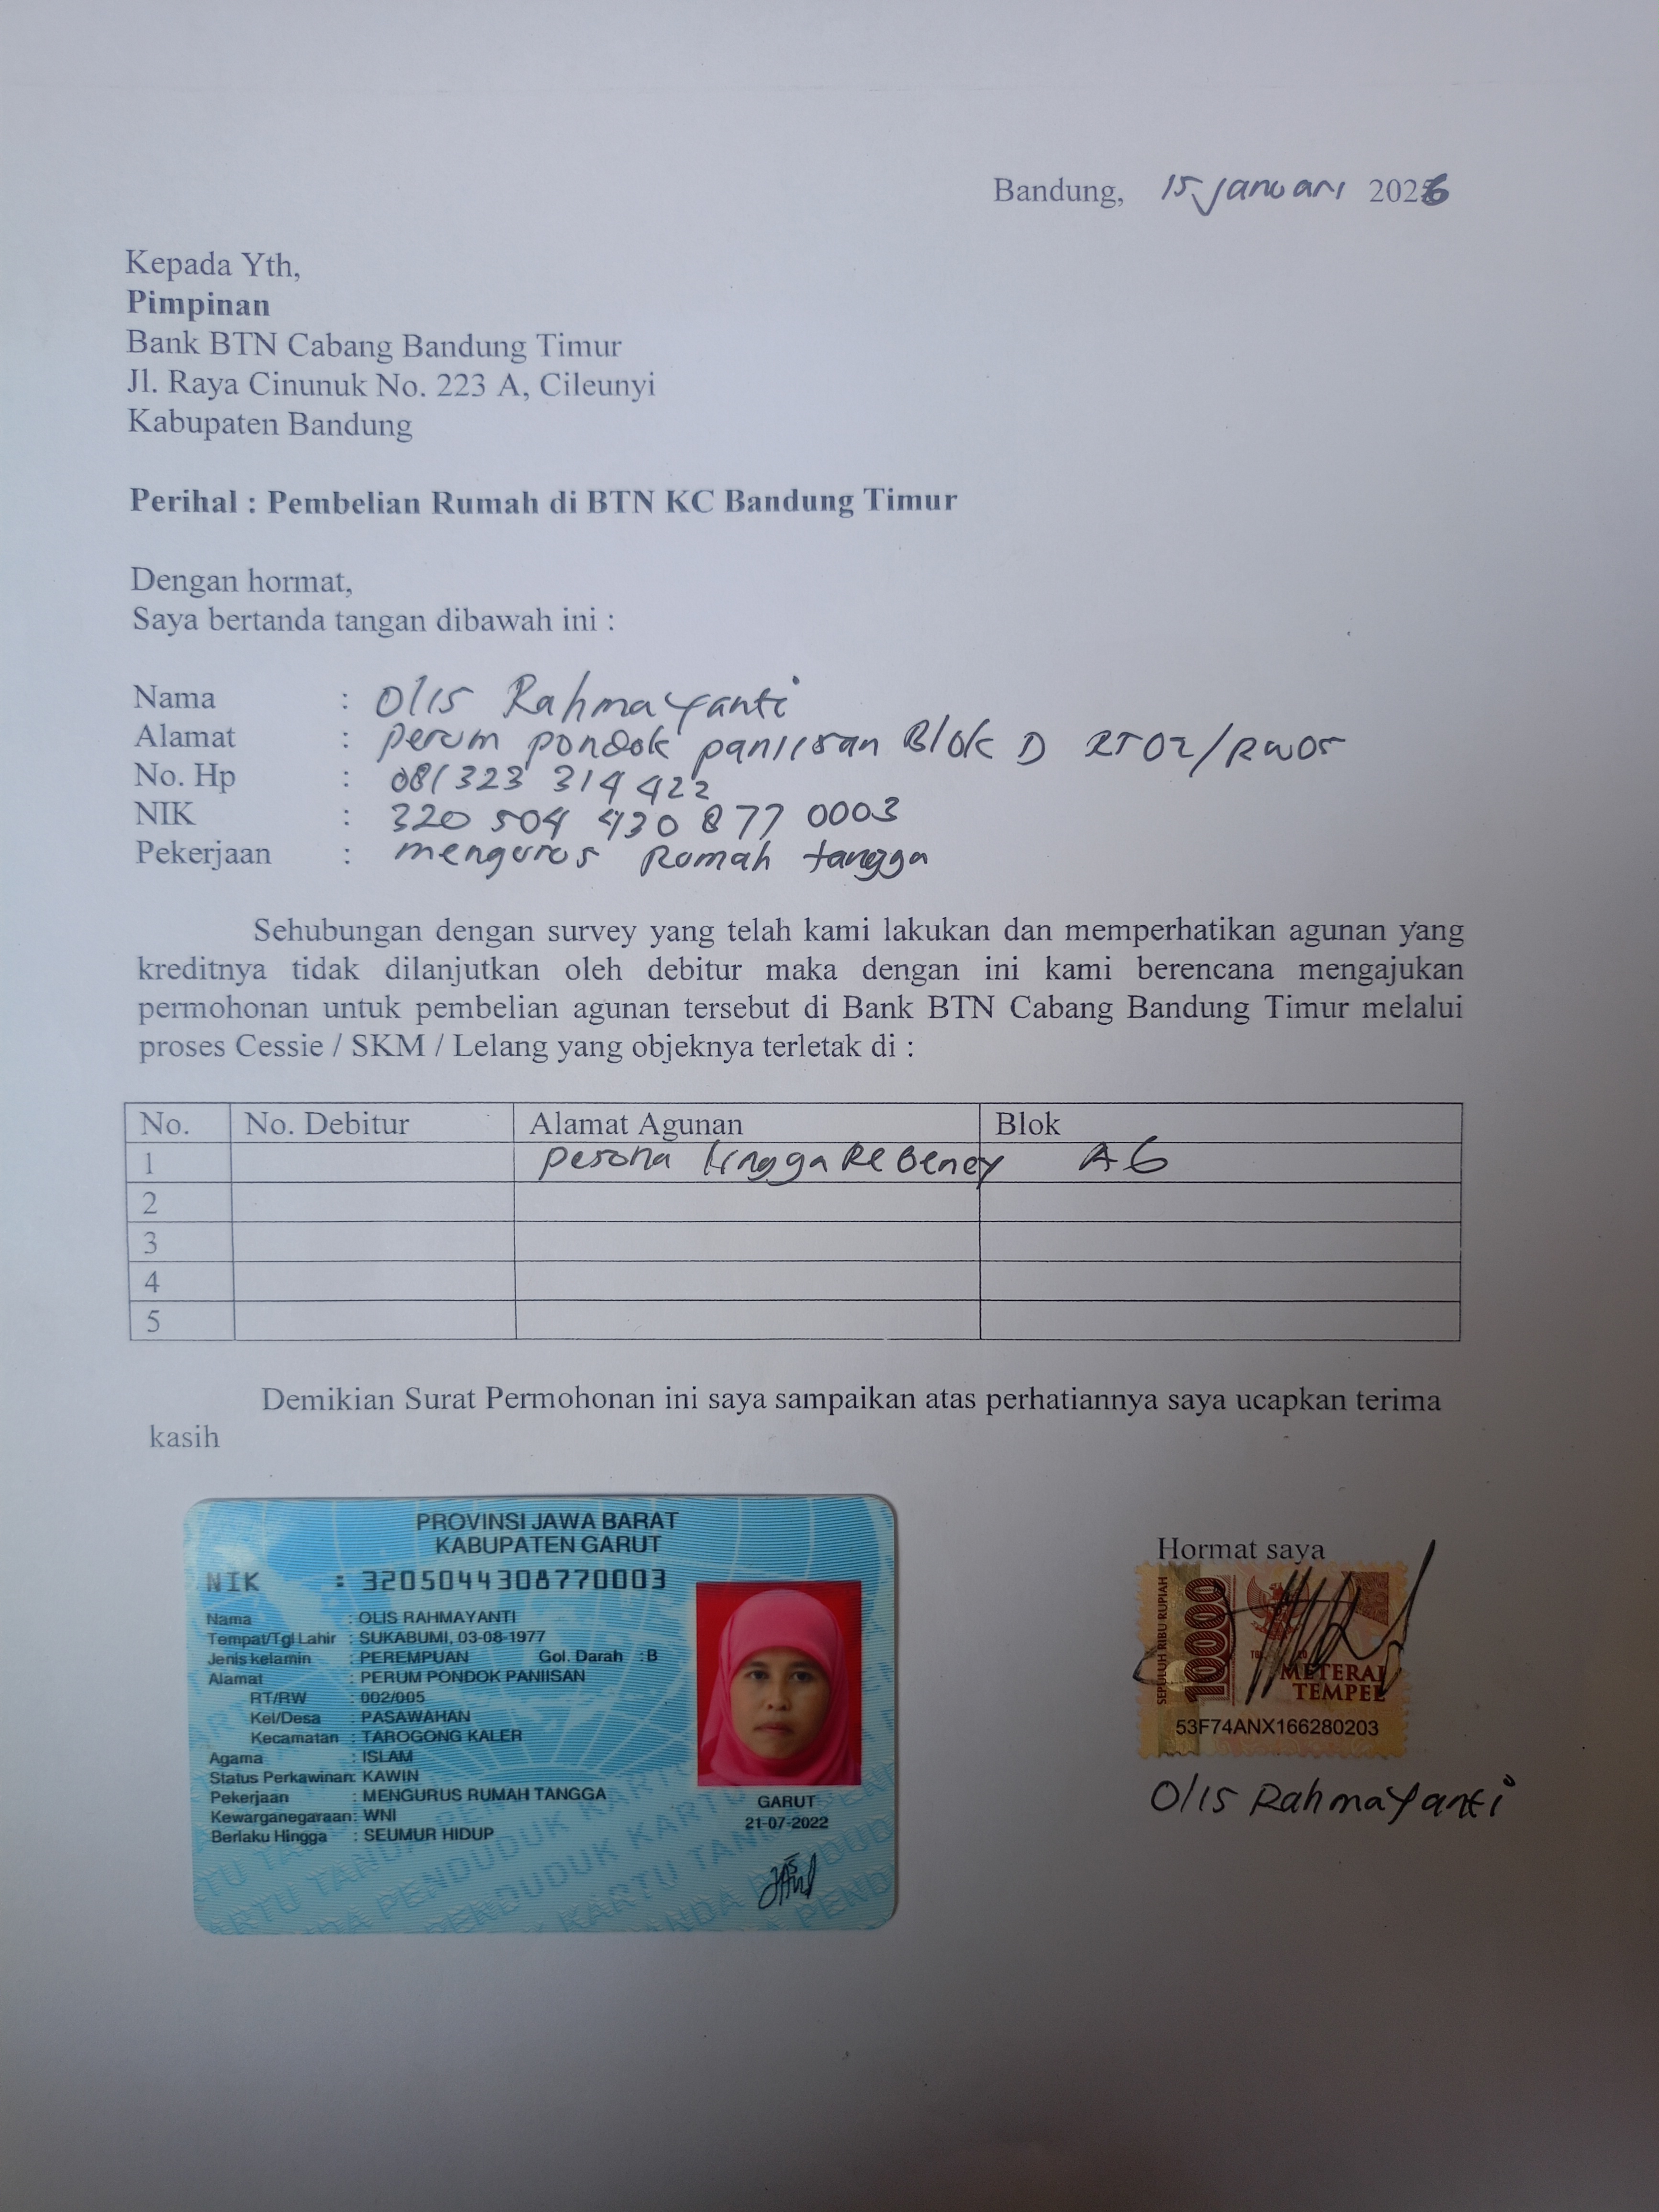 Bandung, 15 januari 2026
Kepada Yth,
Pimpinan
Bank BTN Cabang Bandung Timur
Jl. Raya Cinunuk No. 223 A, Cileunyi
Kabupaten Bandung
Perihal : Pembelian Rumah di BTN KC Bandung Timur
Dengan hormat,
Saya bertanda tangan dibawah ini :
Nama : Olis Rahmayanti
Alamat : perum pondok paniisan Blok D RT02/RW05
No. Hp : 081323 314 422
NIK : 320 504 430 877 0003
Pekerjaan : mengurus Rumah tangga
Sehubungan dengan survey yang telah kami lakukan dan memperhatikan agunan yang
kreditnya tidak dilanjutkan oleh debitur maka dengan ini kami berencana mengajukan
permohonan untuk pembelian agunan tersebut di Bank BTN Cabang Bandung Timur melalui
proses Cessie / SKM / Lelang yang objeknya terletak di :
No. No. Debitur Alamat Agunan Blok
1 pesona A6
2
3
4
5
Demikian Surat Permohonan ini saya sampaikan atas perhatiannya saya ucapkan terima
kasih
PROVINSI JAWA BARAT
KABUPATEN GARUT
NIK : 3205044308770003
Nama : OLIS RAHMAYANTI
Tempat/Tgl Lahir : SUKABUMI, 03-08-1977
Jenis kelamin : PEREMPUAN Gol. Darah : B
Alamat : PERUM PONDOK PANIISAN
RT/RW : 002/005
Kel/Desa : PASAWAHAN
Kecamatan : TAROGONG KALER
Agama : ISLAM
Status Perkawinan: KAWIN
Pekerjaan : MENGURUS RUMAH TANGGA
Kewarganegaraan: WNI
Berlaku Hingga : SEUMUR HIDUP
GARUT
21-07-2022
Hormat saya
SEPULUH RIBU RUPIAH
10000
METERAI
TEMPEL
53F74ANX166280203
Olis Rahmayanti